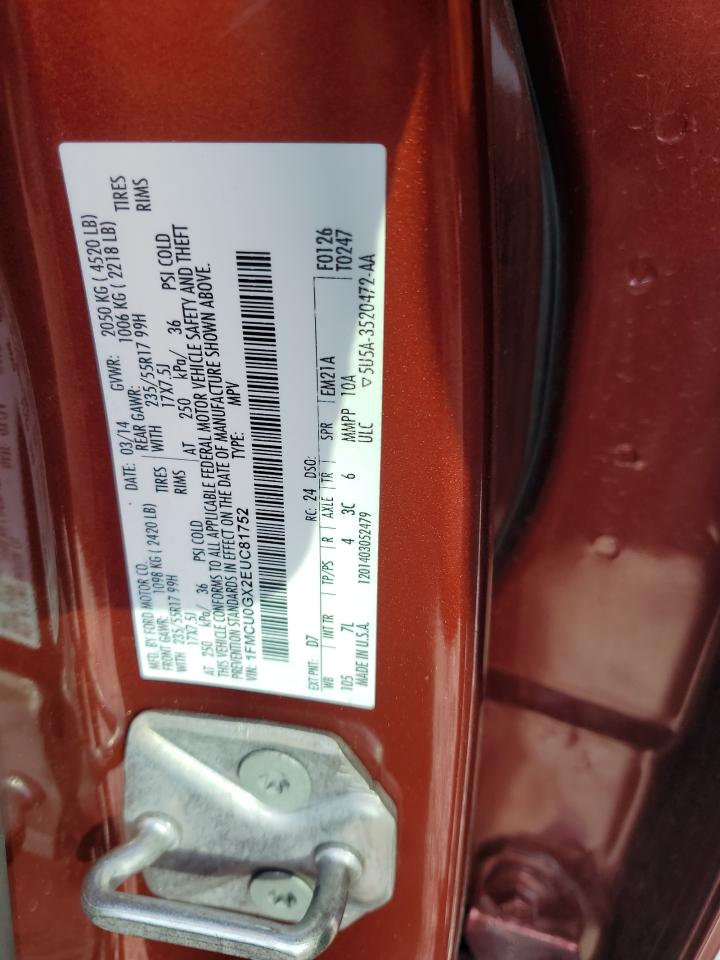 MFD. BY FORD MOTOR CO. DATE: 03/14 GVWR: 2050 KG ( 4520 LB)
FRONT GAWR: 1098 KG ( 2420 LB) REAR GAWR: 1006 KG ( 2218 LB)
WITH 235/55R17 99H TIRES WITH 235/55R17 99H TIRES
17X7.5J RIMS 17X7.5J RIMS
AT 250 kPa/ 36 PSI COLD AT 250 kPa/ 36 PSI COLD
THIS VEHICLE CONFORMS TO ALL APPLICABLE FEDERAL MOTOR VEHICLE SAFETY AND THEFT
PREVENTION STANDARDS IN EFFECT ON THE DATE OF MANUFACTURE SHOWN ABOVE.
VIN: 1FMCU0GX2EUC81752 TYPE: MPV
EXT PNT: D7 RC: 24 DSO: F0126
WB INT TR TP/PS R AXLE TR SPR EM21A T0247
105 7L 4 3C 6 MMPP 10A
MADE IN U.S.A. 1201403052479 ULC ▽5U5A-3520472-AA